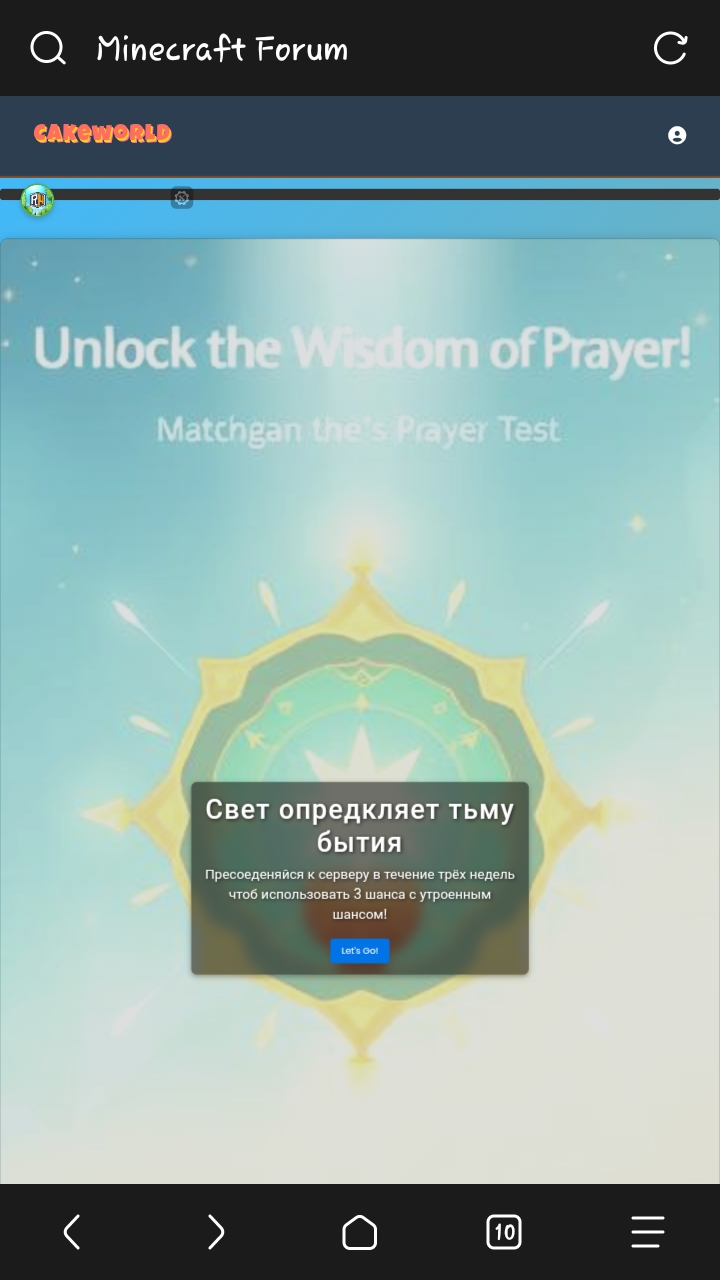 Minecraft Forum
CAKEWORLD
Unlock the Wisdom of Prayer!
Matchgan the's Prayer Test
Свет опредкляет тьму
бытия
Пресоеденяйся к серверу в течение трёх недель
чтоб использовать 3 шанса с утроенным
шансом!
Let's Go!
10